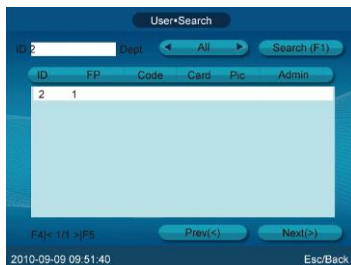 User•Search
ID 2 Dept ◄ All ► Search (F1)
ID FP Code Card Pic Admin
2 1
F4|< 1/1 >|F5 Prev(<) Next(>)
2010-09-09 09:51:40 Esc/Back